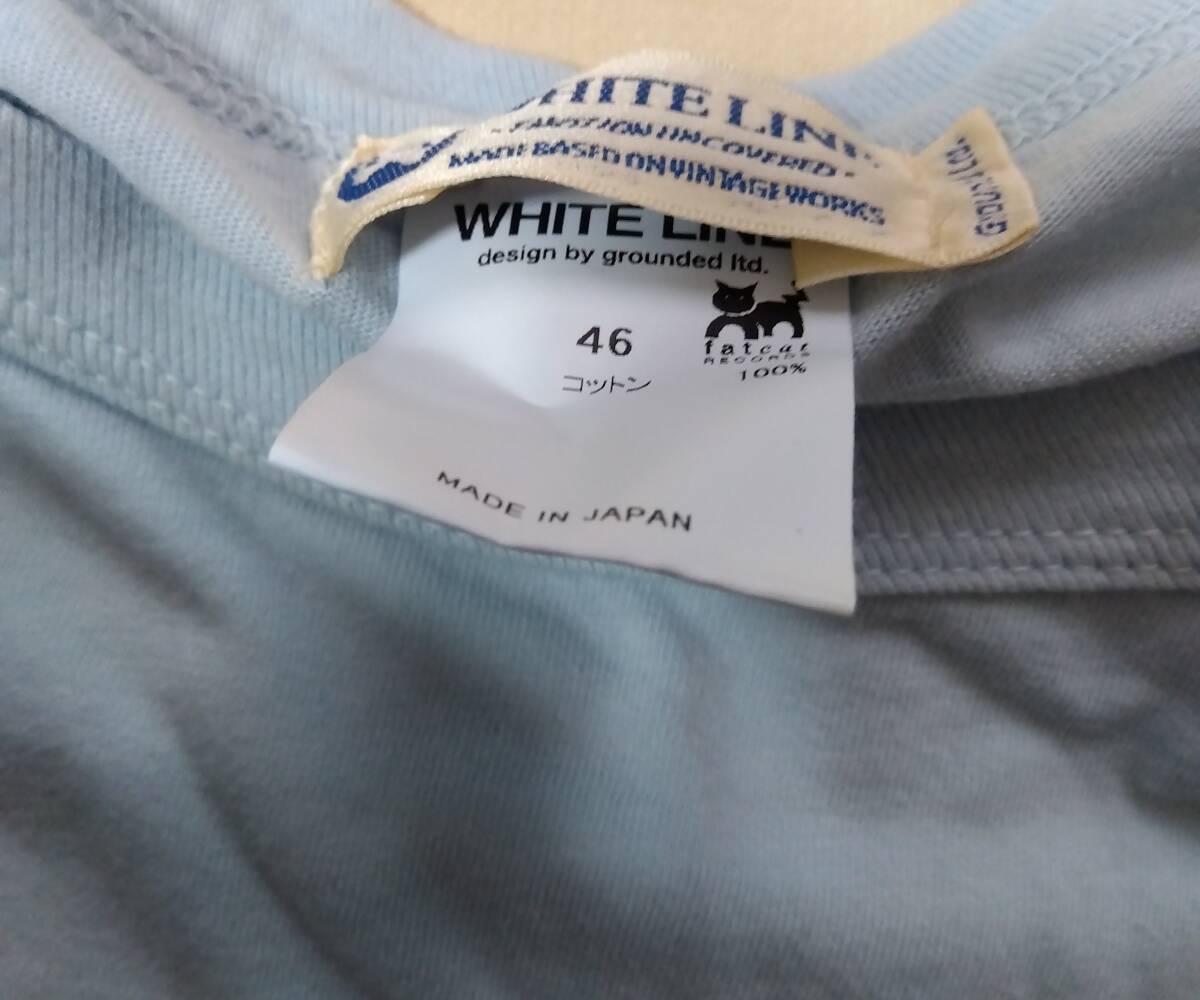 WHITE LINE
FUNCTION UNCOVERED
MADE BASED ON VINTAGE WORKS
WHITE LINE
design by grounded ltd.
46
fatcat
RECORDS
コットン 100%
MADE IN JAPAN